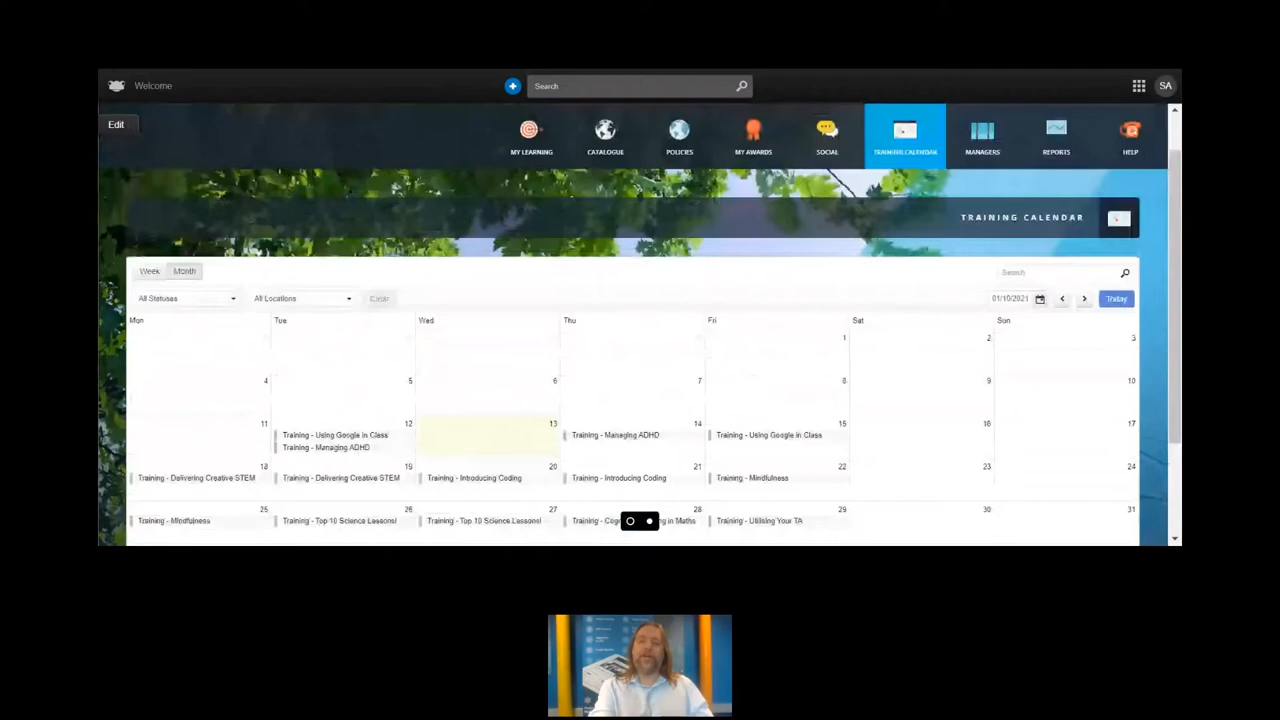 Welcome
Search
SA
Edit
MY LEARNING
CATALOGUE
POLICIES
MY AWARDS
SOCIAL
TRAINING CALENDAR
MANAGERS
REPORTS
HELP
TRAINING CALENDAR
Week Month
Search
All Statuses
All Locations
Clear
01/10/2021
Today
Mon Tue Wed Thu Fri Sat Sun
1 2 3
4 5 6 7 8 9 10
11 12 13 14 15 16 17
Training - Using Google in Class
Training - Managing ADHD
Training - Managing ADHD
Training - Using Google in Class
18 19 20 21 22 23 24
Training - Delivering Creative STEM
Training - Delivering Creative STEM
Training - Introducing Coding
Training - Introducing Coding
Training - Mindfulness
25 26 27 28 29 30 31
Training - Mindfulness
Training - Top 10 Science Lessons!
Training - Top 10 Science Lessons!
Training - in Maths
Training - Utilising Your TA